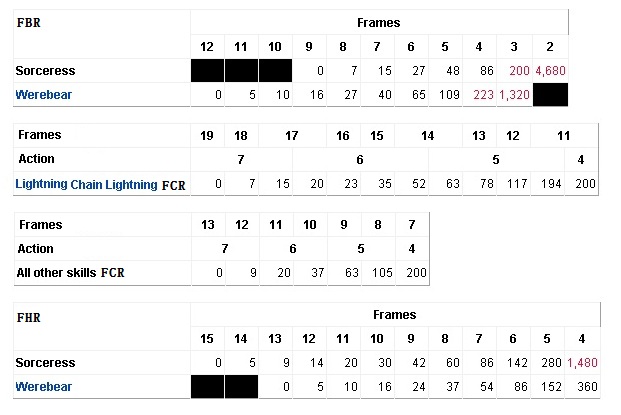 FBR Frames
12 11 10 9 8 7 6 5 4 3 2
Sorceress 0 7 15 27 48 86 200 4,680
Werebear 0 5 10 16 27 40 65 109 223 1,320
Frames 19 18 17 16 15 14 13 12 11
Action 7 6 5 4
Lightning Chain Lightning FCR 0 7 15 20 23 35 52 63 78 117 194 200
Frames 13 12 11 10 9 8 7
Action 7 6 5 4
All other skills FCR 0 9 20 37 63 105 200
FHR Frames
15 14 13 12 11 10 9 8 7 6 5 4
Sorceress 0 5 9 14 20 30 42 60 86 142 280 1,480
Werebear 0 5 10 16 24 37 54 86 152 360